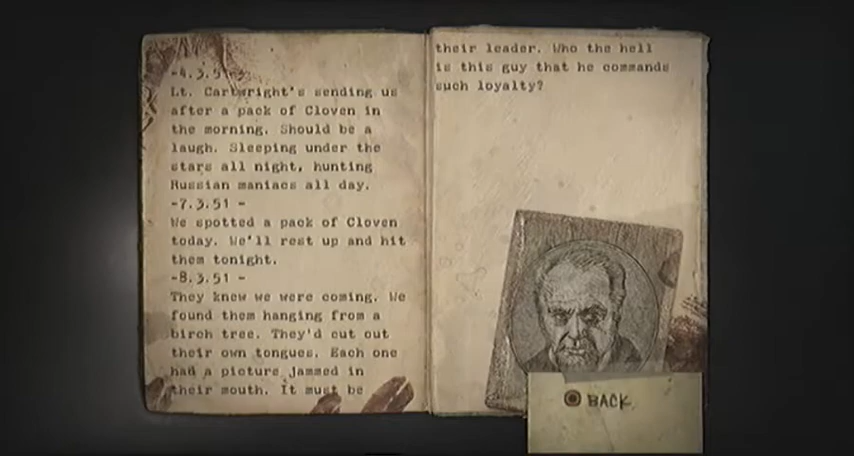 -4.3.5
Lt. Cartwright's sending us
after a pack of Cloven in
the morning. Should be a
laugh. Sleeping under the
stars all night, hunting
Russian maniacs all day.
-7.3.51 -
We spotted a pack of Cloven
today. We'll rest up and hit
them tonight.
-8.3.51 -
They knew we were coming. We
found them hanging from a
birch tree. They'd cut out
their own tongues. Each one
had a picture jammed in
their mouth. It must be
their leader. Who the hell
is this guy that he commands
such loyalty?
BACK